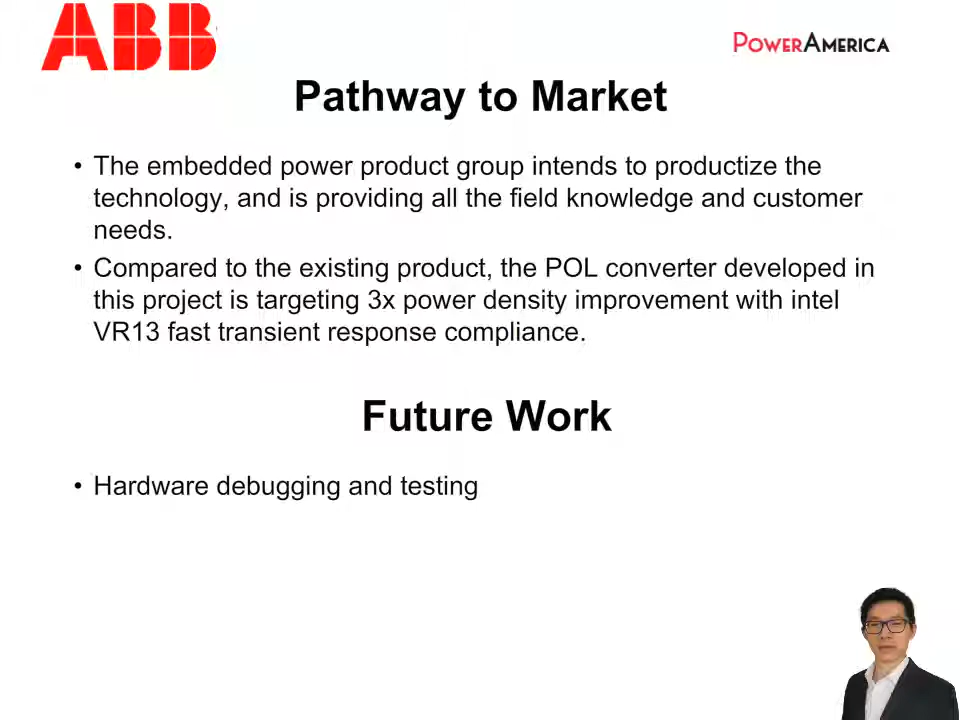 ABB
POWERAMERICA
Pathway to Market
• The embedded power product group intends to productize the
technology, and is providing all the field knowledge and customer
needs.
• Compared to the existing product, the POL converter developed in
this project is targeting 3x power density improvement with intel
VR13 fast transient response compliance.
Future Work
• Hardware debugging and testing